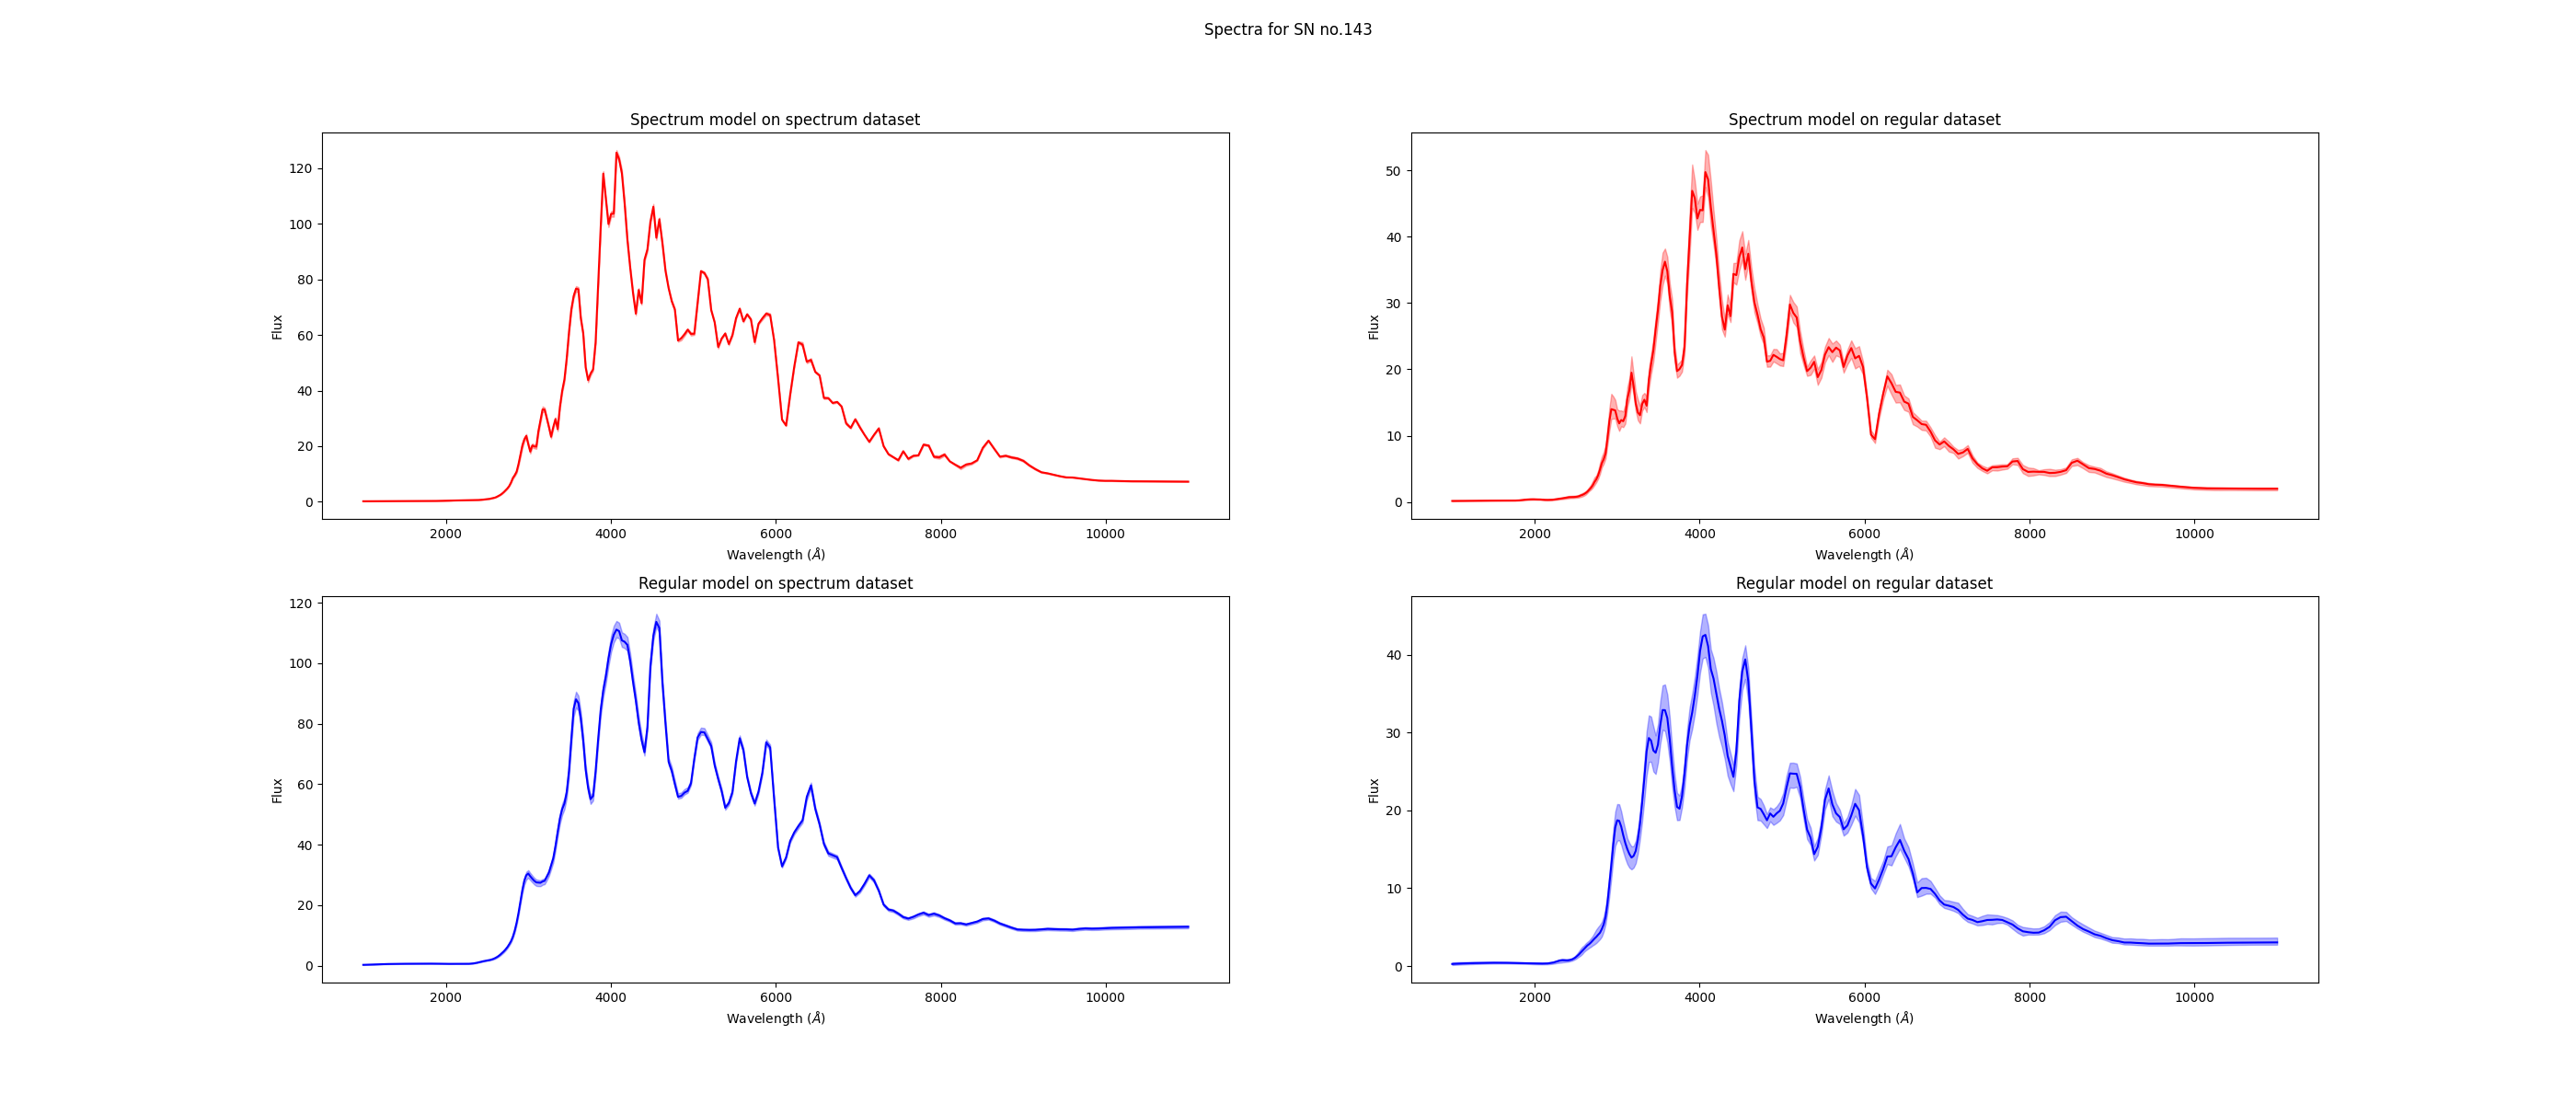 Spectra for SN no.143
Spectrum model on spectrum dataset
120
100
80
60
40
20
0
Flux
2000 4000 6000 8000 10000
Wavelength (Å)
Spectrum model on regular dataset
50
40
30
20
10
0
Flux
2000 4000 6000 8000 10000
Wavelength (Å)
Regular model on spectrum dataset
120
100
80
60
40
20
0
Flux
2000 4000 6000 8000 10000
Wavelength (Å)
Regular model on regular dataset
40
30
20
10
0
Flux
2000 4000 6000 8000 10000
Wavelength (Å)